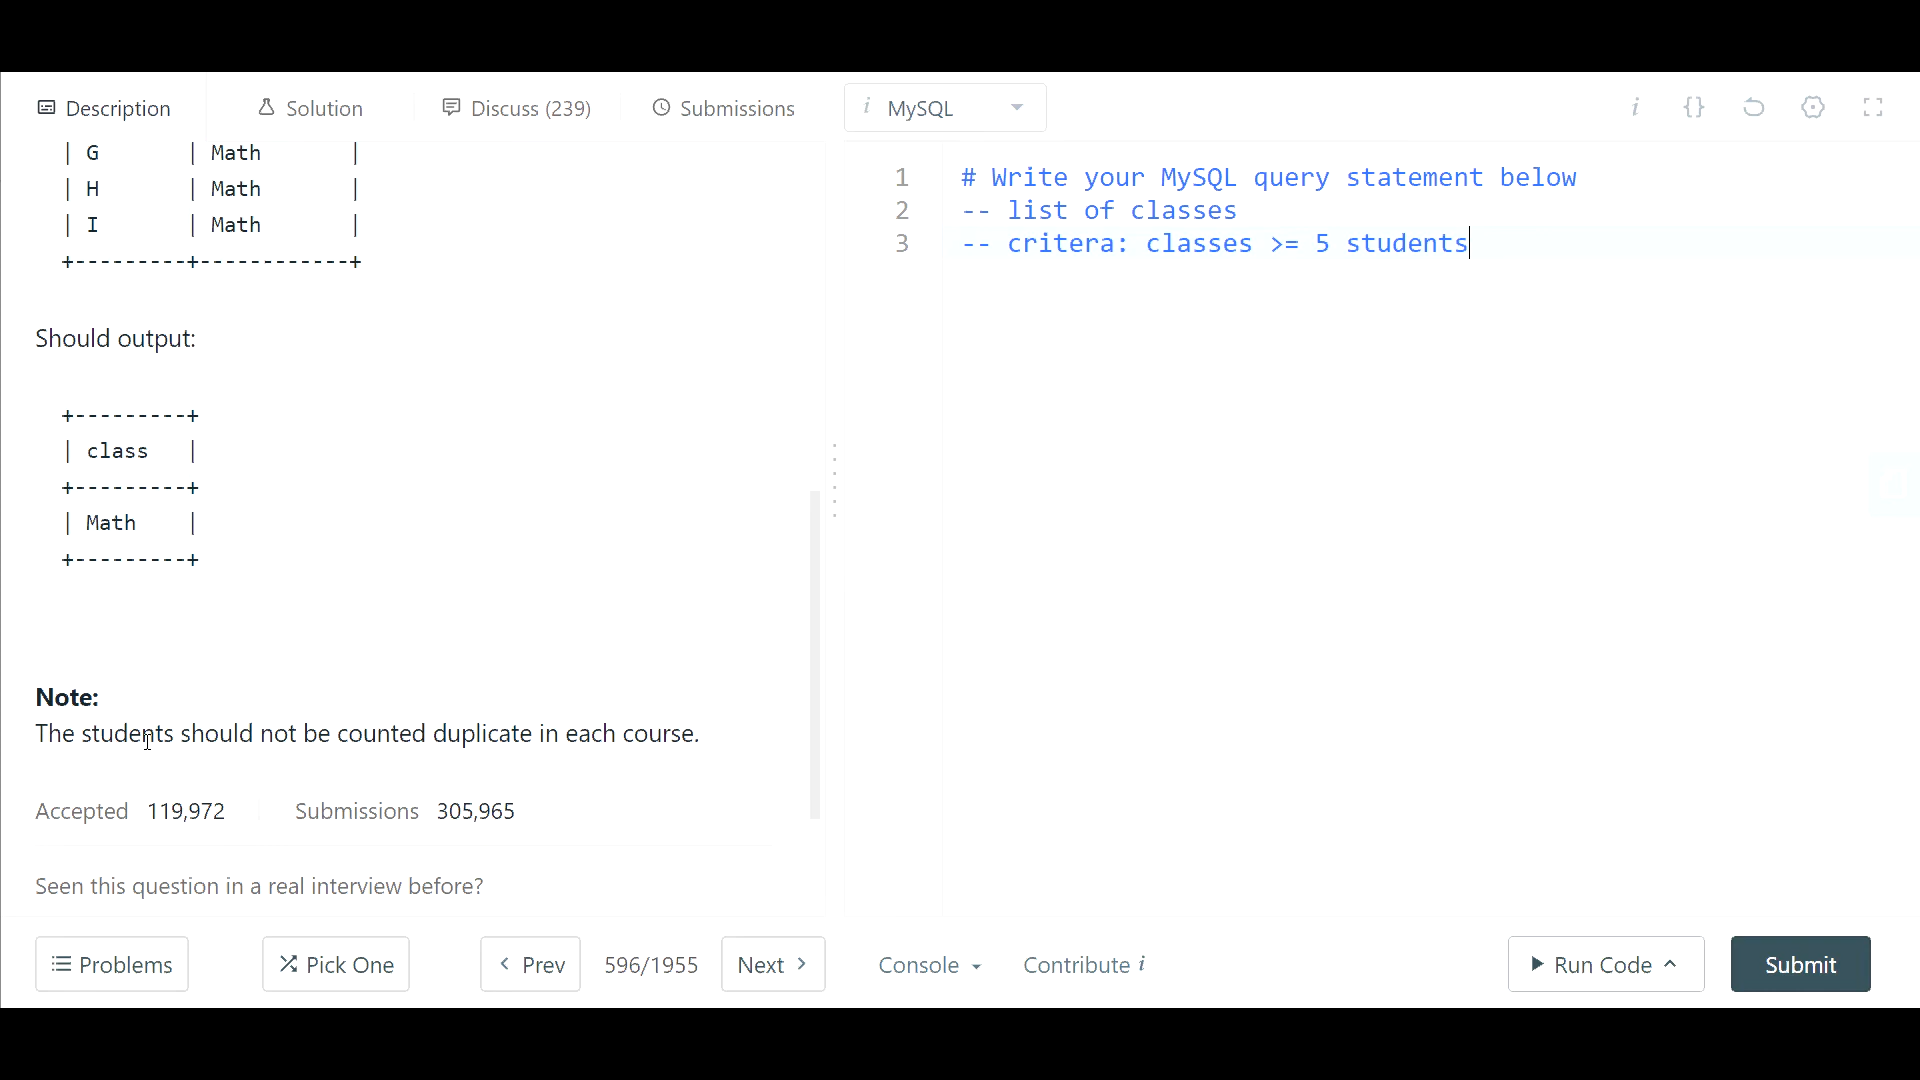 Description
Solution
Discuss (239)
Submissions
i MySQL
i {}
| G       | Math       |
| H       | Math       |
| I       | Math       |
+---------+------------+
Should output:
+---------+
| class   |
+---------+
| Math    |
+---------+
Note:
The students should not be counted duplicate in each course.
Accepted 119,972 Submissions 305,965
Seen this question in a real interview before?
1 # Write your MySQL query statement below
2 -- list of classes
3 -- critera: classes >= 5 students
Problems
Pick One
Prev
596/1955
Next
Console
Contribute i
Run Code
Submit